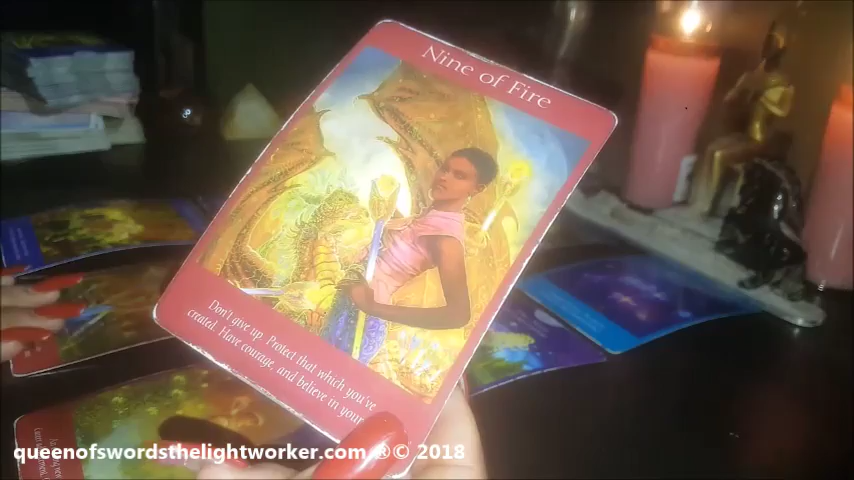 Nine of Fire
Don't give up. Protect that which you've
created. Have courage, and believe in your
queenofswordsthelightworker.com ®© 2018